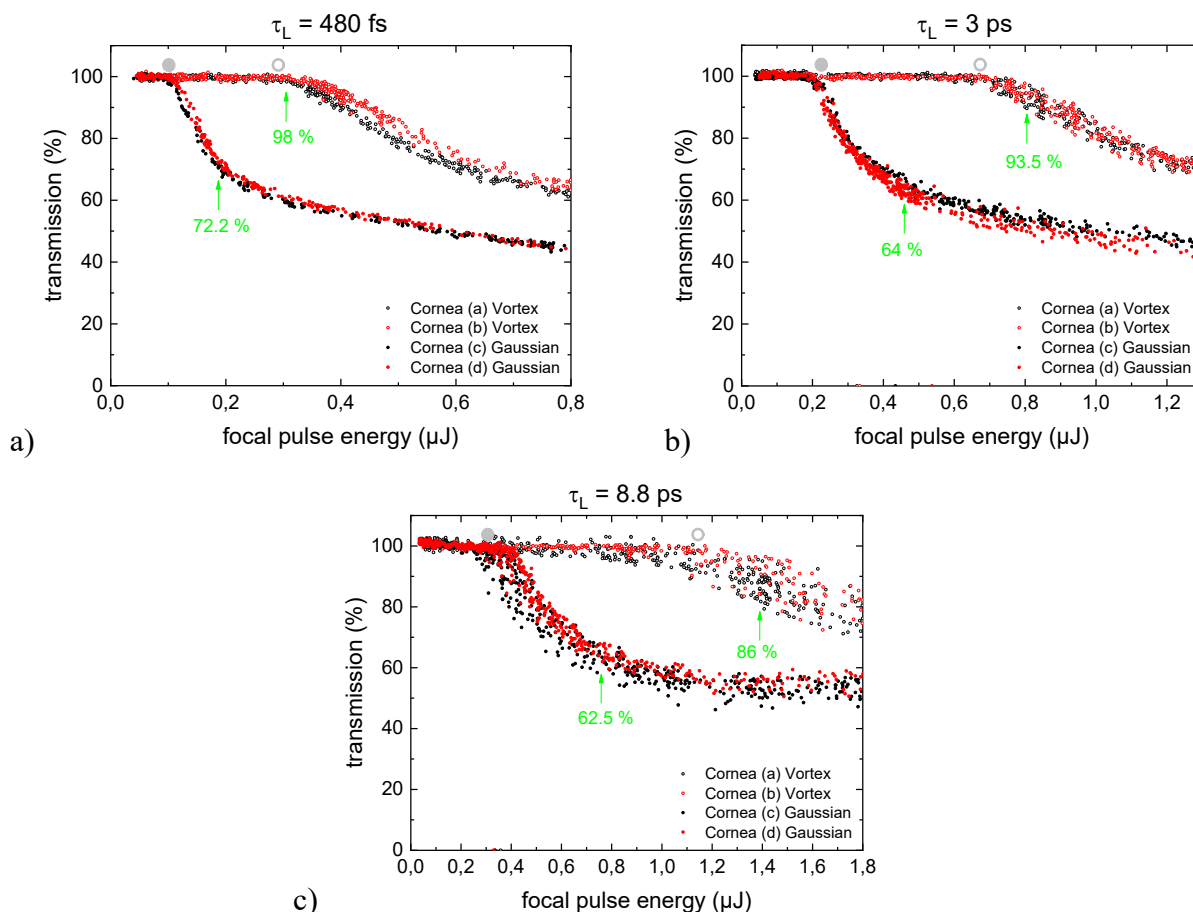 τL = 480 fs
transmission (%)
100
80
60
40
20
0
98 %
72.2 %
Cornea (a) Vortex
Cornea (b) Vortex
Cornea (c) Gaussian
Cornea (d) Gaussian
0,0 0,2 0,4 0,6 0,8
focal pulse energy (µJ)
a)
τL = 3 ps
transmission (%)
100
80
60
40
20
0
93.5 %
64 %
Cornea (a) Vortex
Cornea (b) Vortex
Cornea (c) Gaussian
Cornea (d) Gaussian
0,0 0,2 0,4 0,6 0,8 1,0 1,2
focal pulse energy (µJ)
b)
τL = 8.8 ps
transmission (%)
100
80
60
40
20
0
86 %
62.5 %
Cornea (a) Vortex
Cornea (b) Vortex
Cornea (c) Gaussian
Cornea (d) Gaussian
0,0 0,2 0,4 0,6 0,8 1,0 1,2 1,4 1,6 1,8
focal pulse energy (µJ)
c)